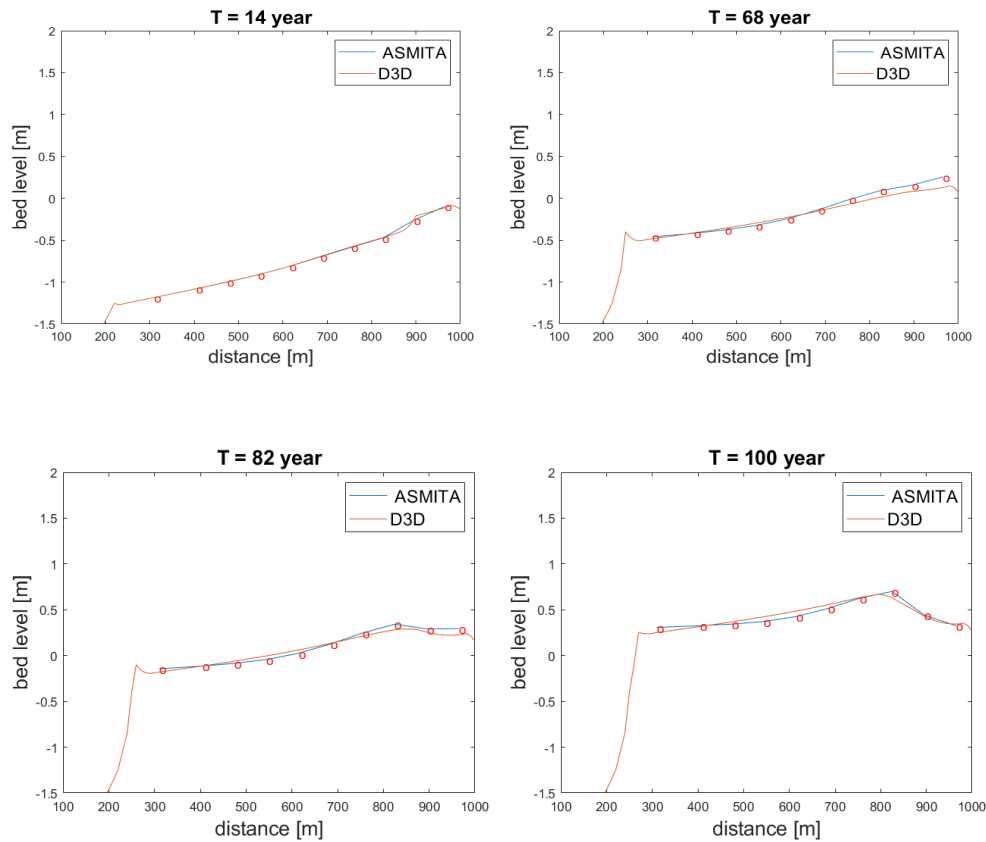 T = 14 year
2
1.5
1
0.5
0
-0.5
-1
-1.5
bed level [m]
ASMITA
D3D
100 200 300 400 500 600 700 800 900 1000
distance [m]
T = 68 year
2
1.5
1
0.5
0
-0.5
-1
-1.5
bed level [m]
ASMITA
D3D
100 200 300 400 500 600 700 800 900 1000
distance [m]
T = 82 year
2
1.5
1
0.5
0
-0.5
-1
-1.5
bed level [m]
ASMITA
D3D
100 200 300 400 500 600 700 800 900 1000
distance [m]
T = 100 year
2
1.5
1
0.5
0
-0.5
-1
-1.5
bed level [m]
ASMITA
D3D
100 200 300 400 500 600 700 800 900 1000
distance [m]